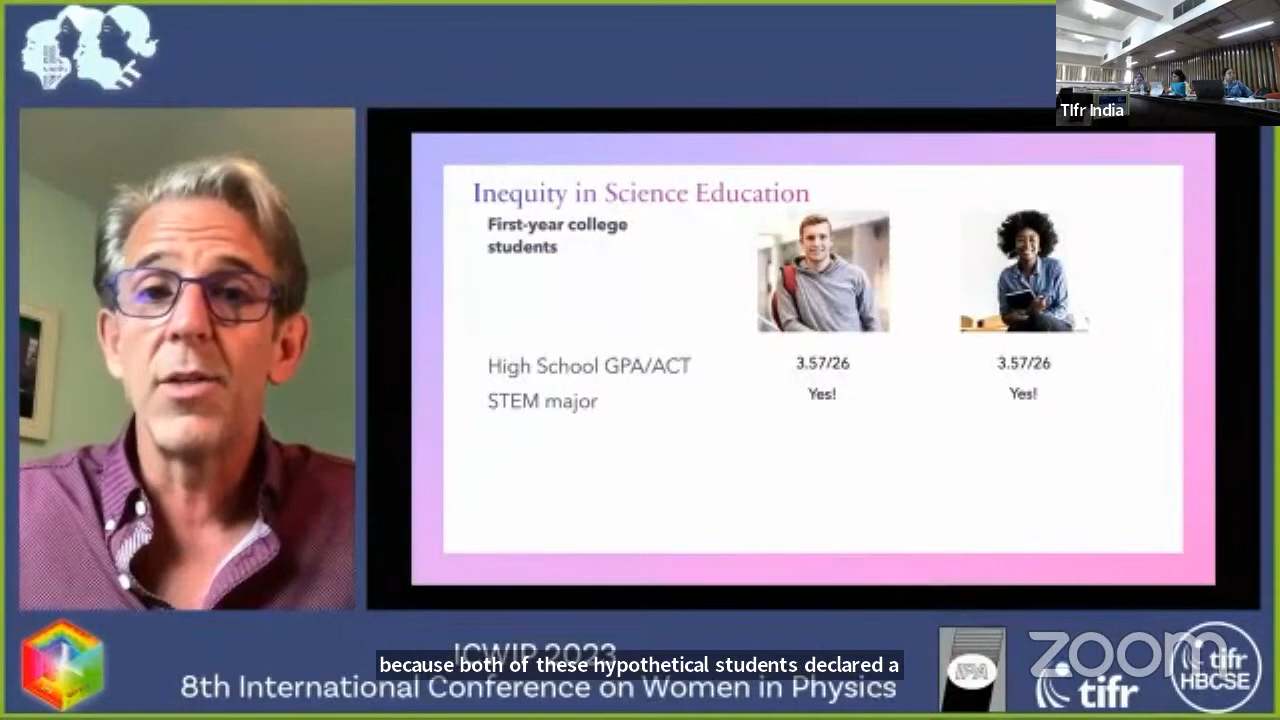 TIfr India
Inequity in Science Education
First-year college
students
High School GPA/ACT
3.57/26
3.57/26
STEM major
Yes!
Yes!
ICWIP 2023
because both of these hypothetical students declared a
8th International Conference on Women in Physics
IPA
tifr
zoom
tifr
HBCSE